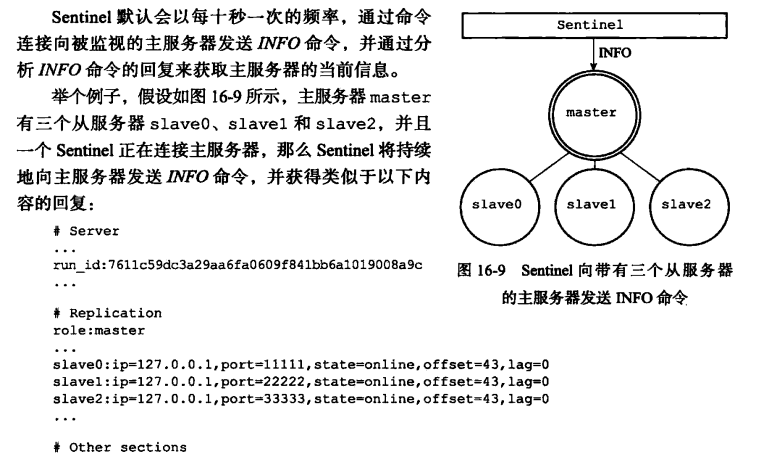 Sentinel 默认会以每十秒一次的频率，通过命令
连接向被监视的主服务器发送 INFO 命令，并通过分
析 INFO 命令的回复来获取主服务器的当前信息。
举个例子，假设如图 16-9 所示，主服务器 master
有三个从服务器 slave0、slave1 和 slave2，并且
一个 Sentinel 正在连接主服务器，那么 Sentinel 将持续
地向主服务器发送 INFO 命令，并获得类似于以下内
容的回复：
# Server
...
run_id:7611c59dc3a29aa6fa0609f841bb6a1019008a9c
...
# Replication
role:master
...
slave0:ip=127.0.0.1,port=11111,state=online,offset=43,lag=0
slave1:ip=127.0.0.1,port=22222,state=online,offset=43,lag=0
slave2:ip=127.0.0.1,port=33333,state=online,offset=43,lag=0
...
# Other sections
Sentinel
INFO
master
slave0
slave1
slave2
图 16-9 Sentinel 向带有三个从服务器
的主服务器发送 INFO 命令